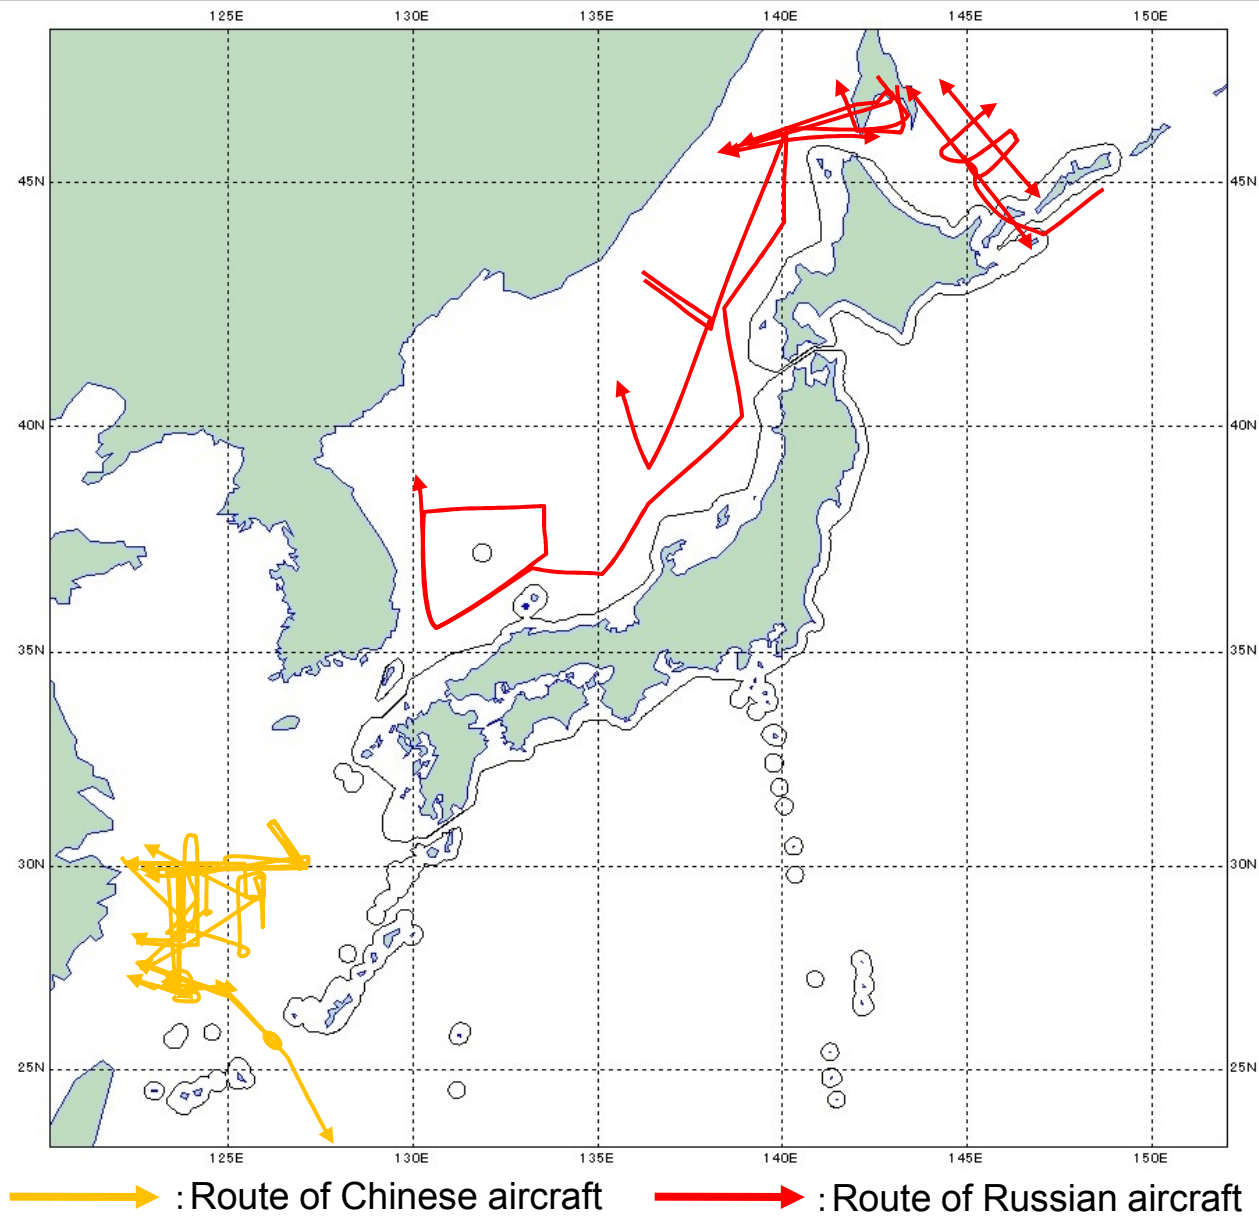 125E 130E 135E 140E 145E 150E
45N 45N
40N 40N
35N 35N
30N 30N
25N 25N
125E 130E 135E 140E 145E 150E
: Route of Chinese aircraft : Route of Russian aircraft